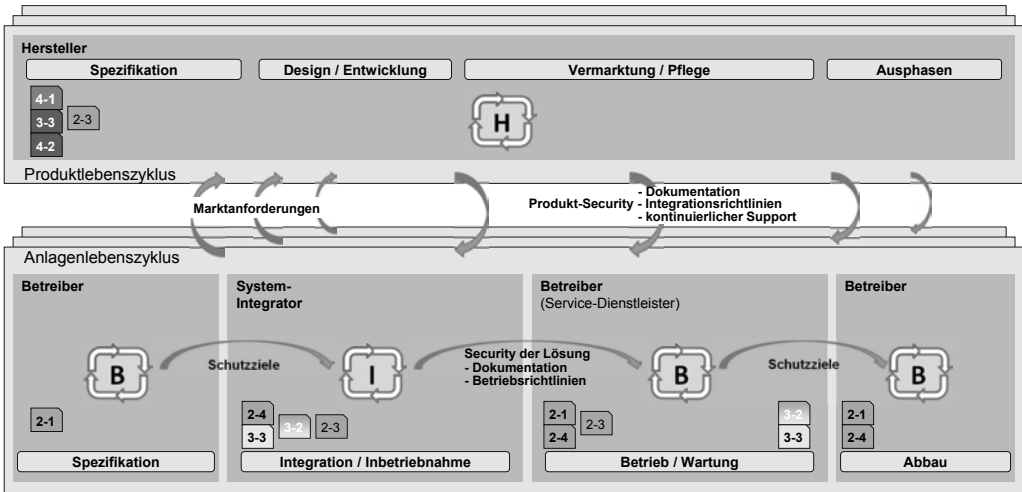 Hersteller
Spezifikation
Design / Entwicklung
Vermarktung / Pflege
Ausphasen
4-1
3-3
2-3
4-2
H
Produktlebenszyklus
Marktanforderungen
Produkt-Security
- Dokumentation
- Integrationsrichtlinien
- kontinuierlicher Support
Anlagenlebenszyklus
Betreiber
System-
Integrator
Betreiber
(Service-Dienstleister)
Betreiber
B
Schutzziele
I
Security der Lösung
- Dokumentation
- Betriebsrichtlinien
B
Schutzziele
B
2-1
2-4
3-3
3-2
2-3
2-1
2-4
2-3
3-2
3-3
2-1
2-4
Spezifikation
Integration / Inbetriebnahme
Betrieb / Wartung
Abbau